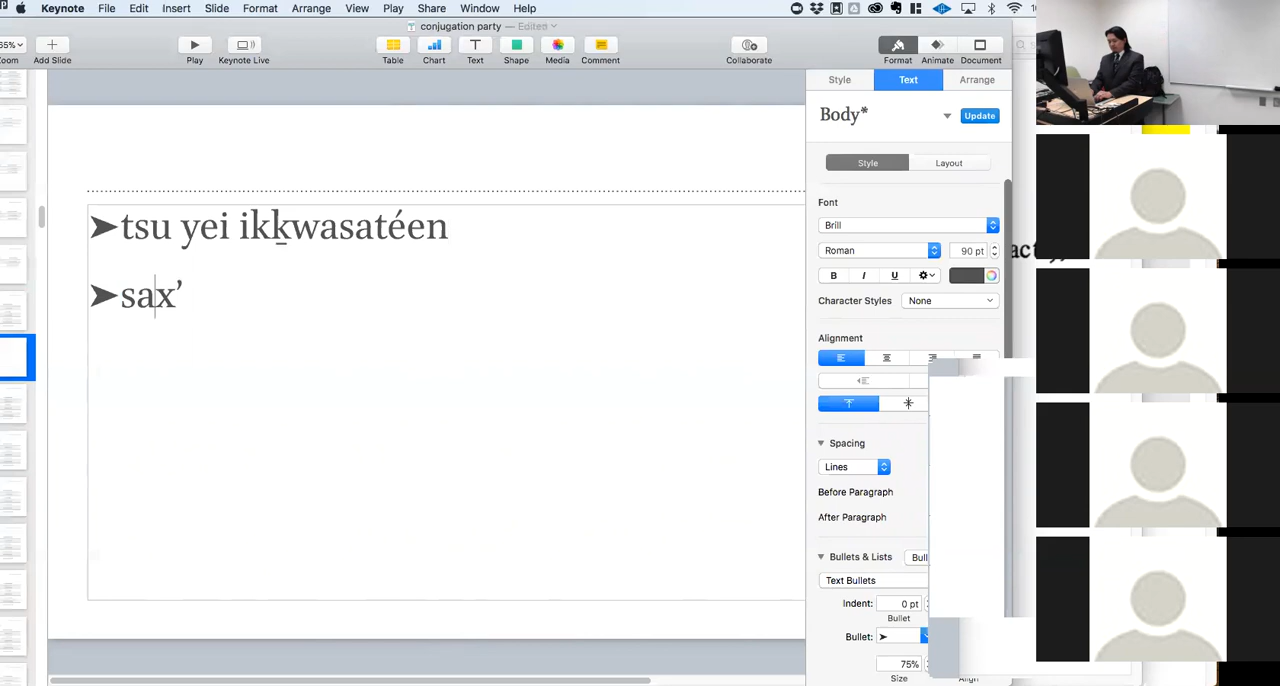 Keynote File Edit Insert Slide Format Arrange View Play Share Window Help
conjugation party — Edited
Zoom Add Slide Play Keynote Live Table Chart Text Shape Media Comment Collaborate Format Animate Document
Style Text Arrange
Body* Update
Style Layout
Font
Brill
Roman 90 pt
B I U
Character Styles None
Alignment
Spacing
Lines
Before Paragraph
After Paragraph
Bullets & Lists
Text Bullets
Indent: 0 pt
Bullet
Bullet: ➤
75%
Size Align
➤tsu yei ikḵwasatéen
➤sax’